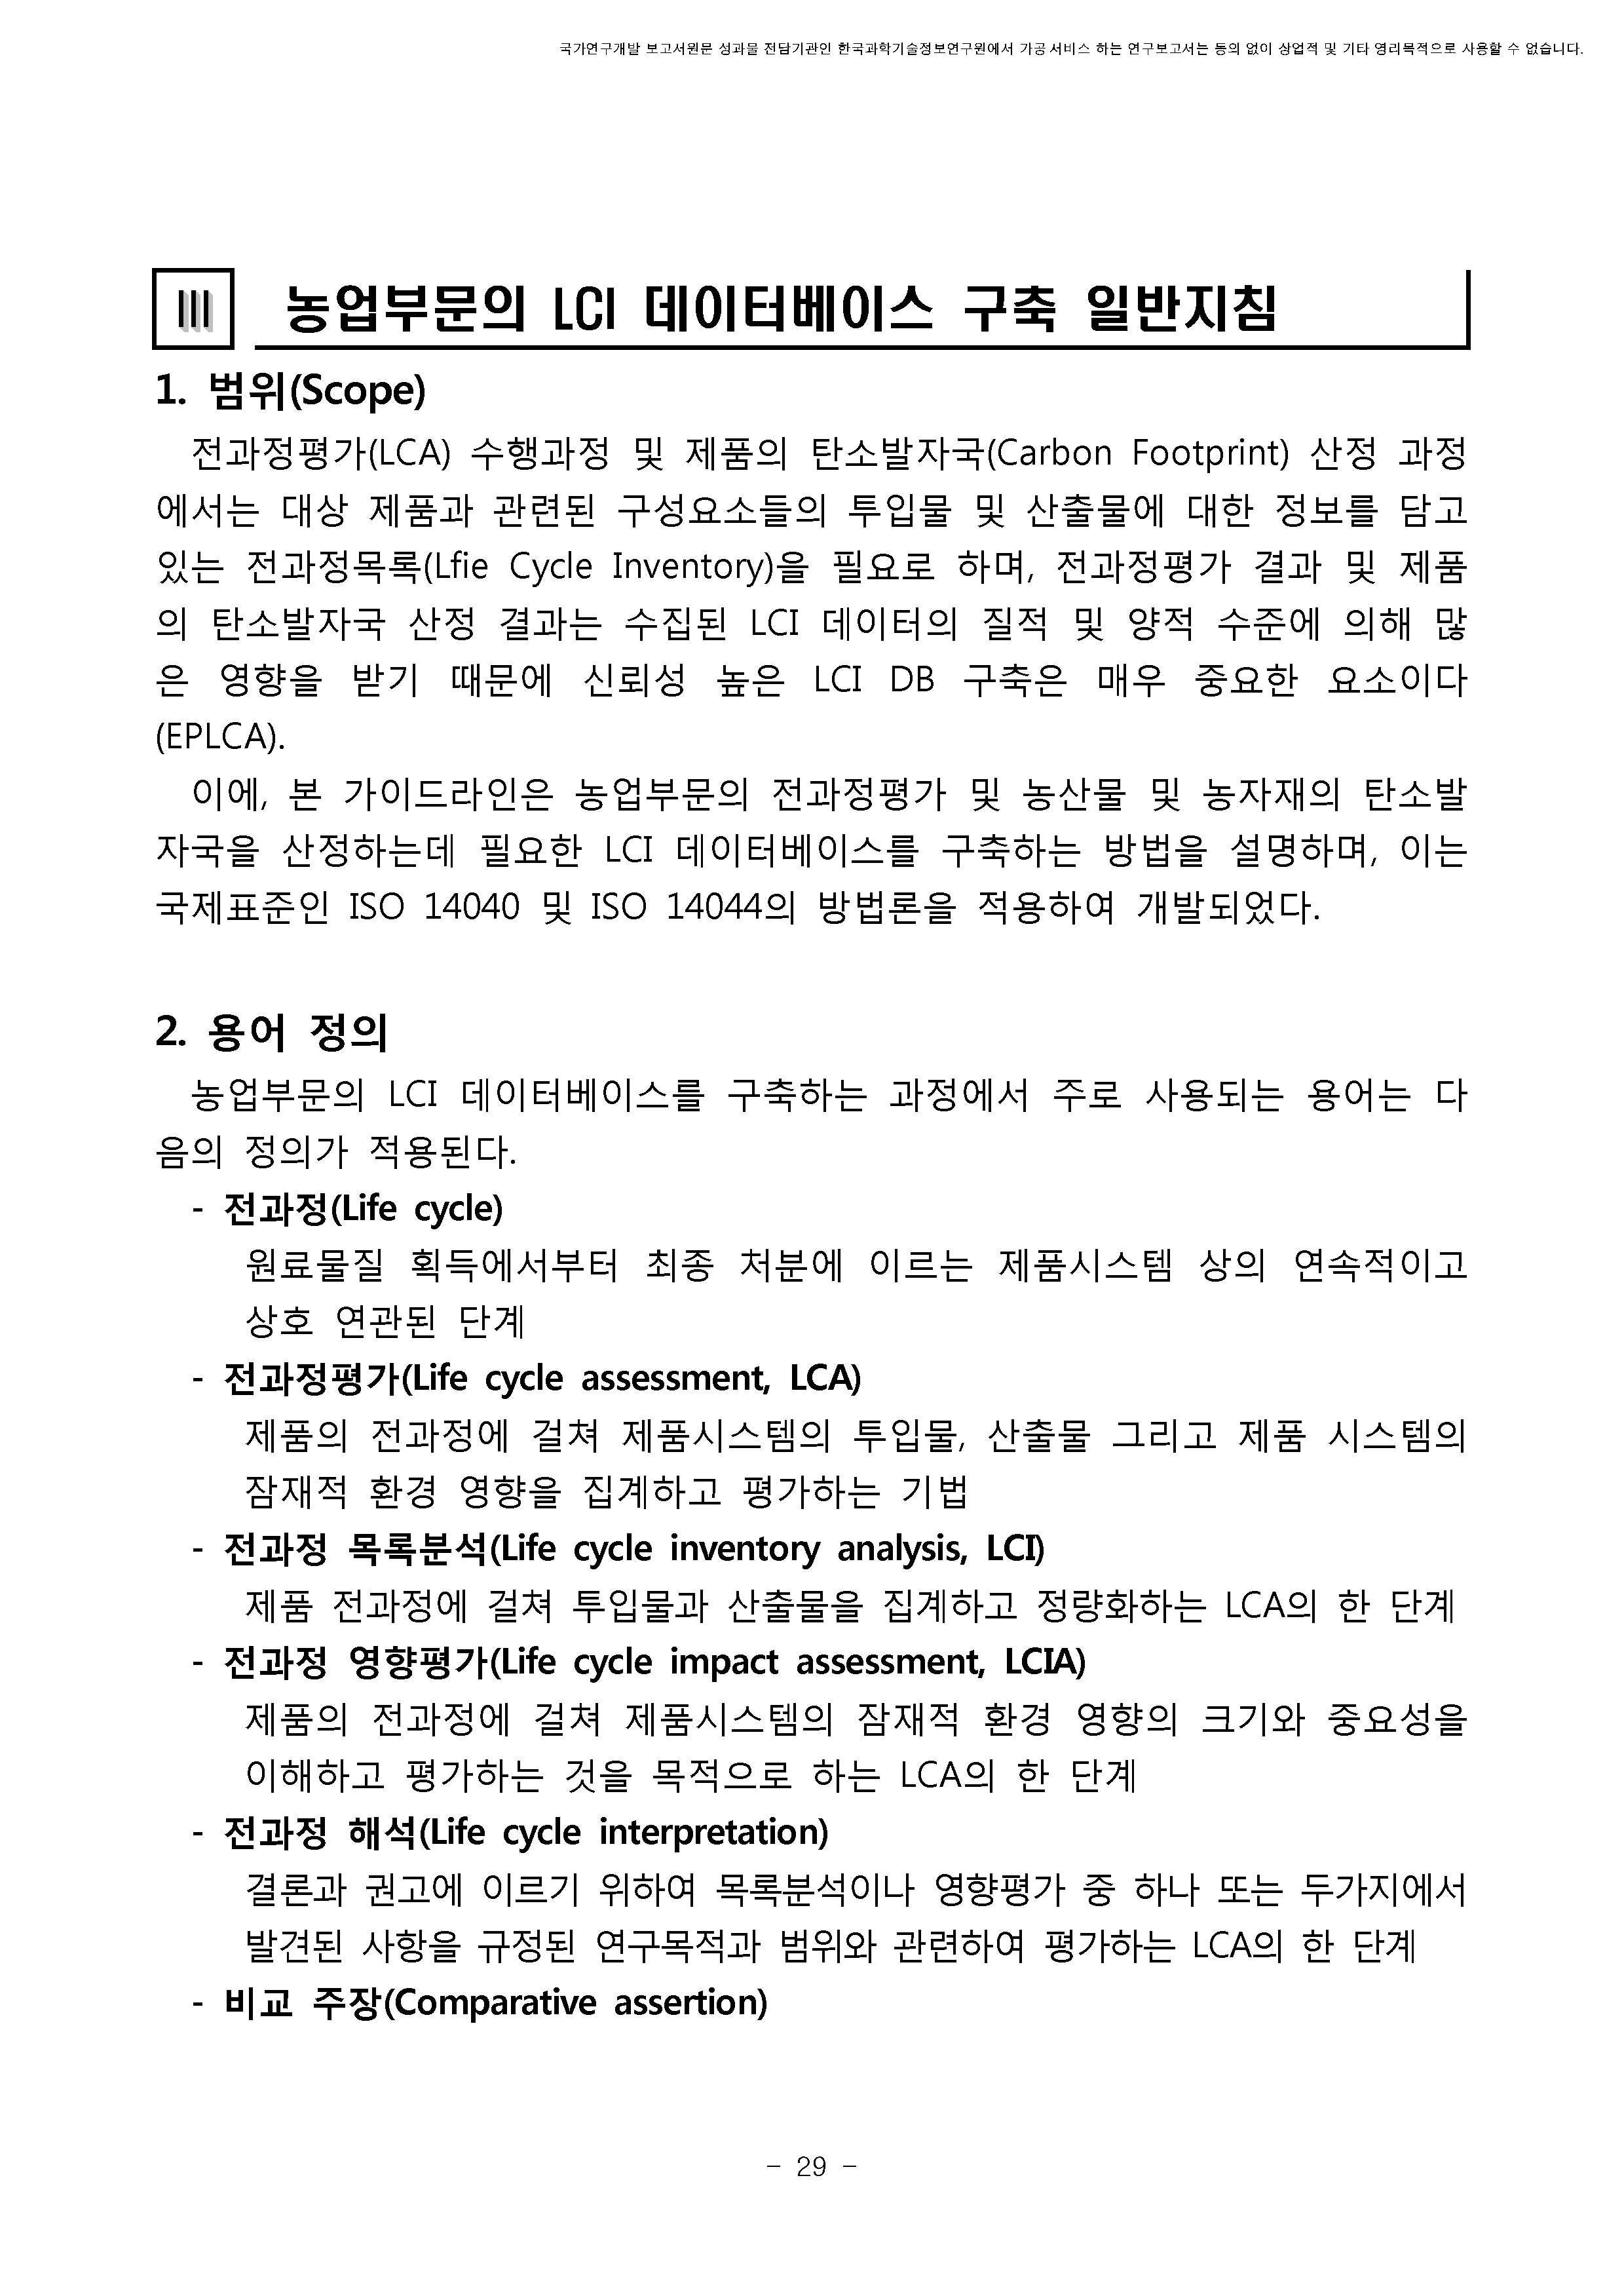 국가연구개발 보고서원문 성과물 전담기관인 한국과학기술정보연구원에서 가공·서비스 하는 연구보고서는 동의 없이 상업적 및 기타 영리목적으로 사용할 수 없습니다.
III 농업부문의 LCI 데이터베이스 구축 일반지침
1. 범위(Scope)
전과정평가(LCA) 수행과정 및 제품의 탄소발자국(Carbon Footprint) 산정 과정
에서는 대상 제품과 관련된 구성요소들의 투입물 및 산출물에 대한 정보를 담고
있는 전과정목록(Lfie Cycle Inventory)을 필요로 하며, 전과정평가 결과 및 제품
의 탄소발자국 산정 결과는 수집된 LCI 데이터의 질적 및 양적 수준에 의해 많
은 영향을 받기 때문에 신뢰성 높은 LCI DB 구축은 매우 중요한 요소이다
(EPLCA).
이에, 본 가이드라인은 농업부문의 전과정평가 및 농산물 및 농자재의 탄소발
자국을 산정하는데 필요한 LCI 데이터베이스를 구축하는 방법을 설명하며, 이는
국제표준인 ISO 14040 및 ISO 14044의 방법론을 적용하여 개발되었다.
2. 용어 정의
농업부문의 LCI 데이터베이스를 구축하는 과정에서 주로 사용되는 용어는 다
음의 정의가 적용된다.
- 전과정(Life cycle)
원료물질 획득에서부터 최종 처분에 이르는 제품시스템 상의 연속적이고
상호 연관된 단계
- 전과정평가(Life cycle assessment, LCA)
제품의 전과정에 걸쳐 제품시스템의 투입물, 산출물 그리고 제품 시스템의
잠재적 환경 영향을 집계하고 평가하는 기법
- 전과정 목록분석(Life cycle inventory analysis, LCI)
제품 전과정에 걸쳐 투입물과 산출물을 집계하고 정량화하는 LCA의 한 단계
- 전과정 영향평가(Life cycle impact assessment, LCIA)
제품의 전과정에 걸쳐 제품시스템의 잠재적 환경 영향의 크기와 중요성을
이해하고 평가하는 것을 목적으로 하는 LCA의 한 단계
- 전과정 해석(Life cycle interpretation)
결론과 권고에 이르기 위하여 목록분석이나 영향평가 중 하나 또는 두가지에서
발견된 사항을 규정된 연구목적과 범위와 관련하여 평가하는 LCA의 한 단계
- 비교 주장(Comparative assertion)
- 29 -